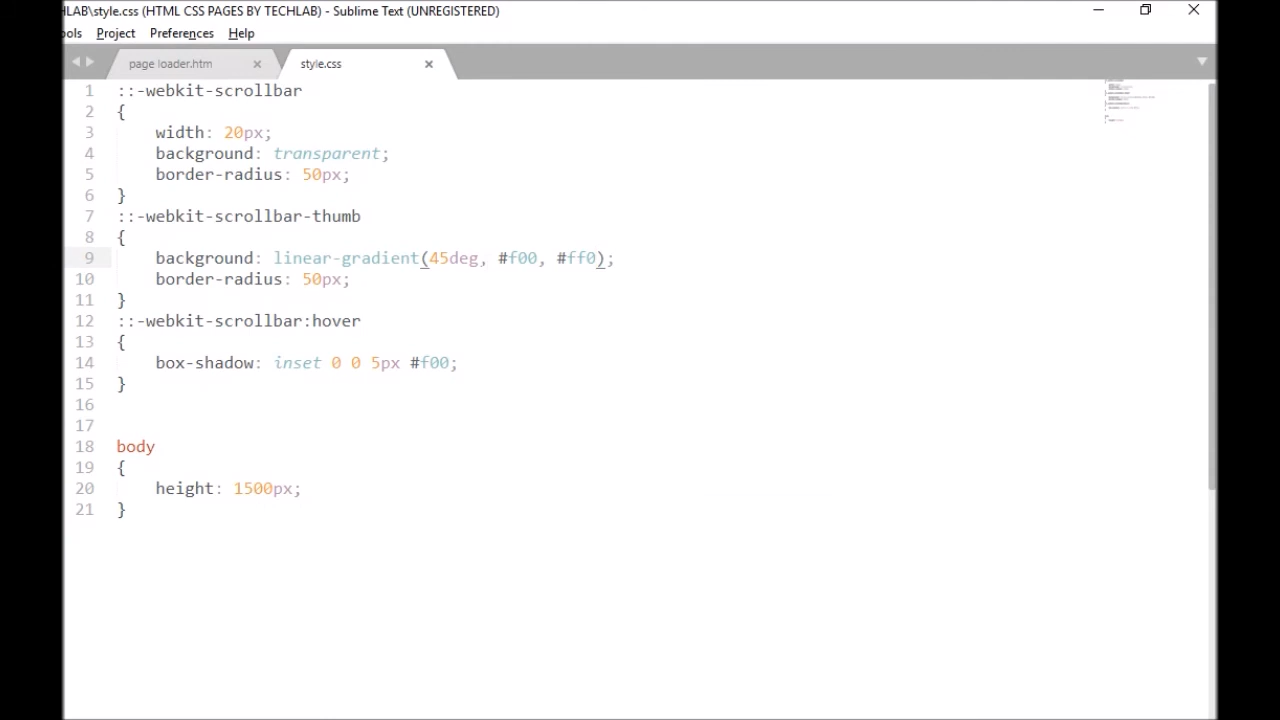 HLAB\style.css (HTML CSS PAGES BY TECHLAB) - Sublime Text (UNREGISTERED)
ools Project Preferences Help
page loader.htm style.css
1 ::-webkit-scrollbar
2 {
3 width: 20px;
4 background: transparent;
5 border-radius: 50px;
6 }
7 ::-webkit-scrollbar-thumb
8 {
9 background: linear-gradient(45deg, #f00, #ff0);
10 border-radius: 50px;
11 }
12 ::-webkit-scrollbar:hover
13 {
14 box-shadow: inset 0 0 5px #f00;
15 }
16
17
18 body
19 {
20 height: 1500px;
21 }